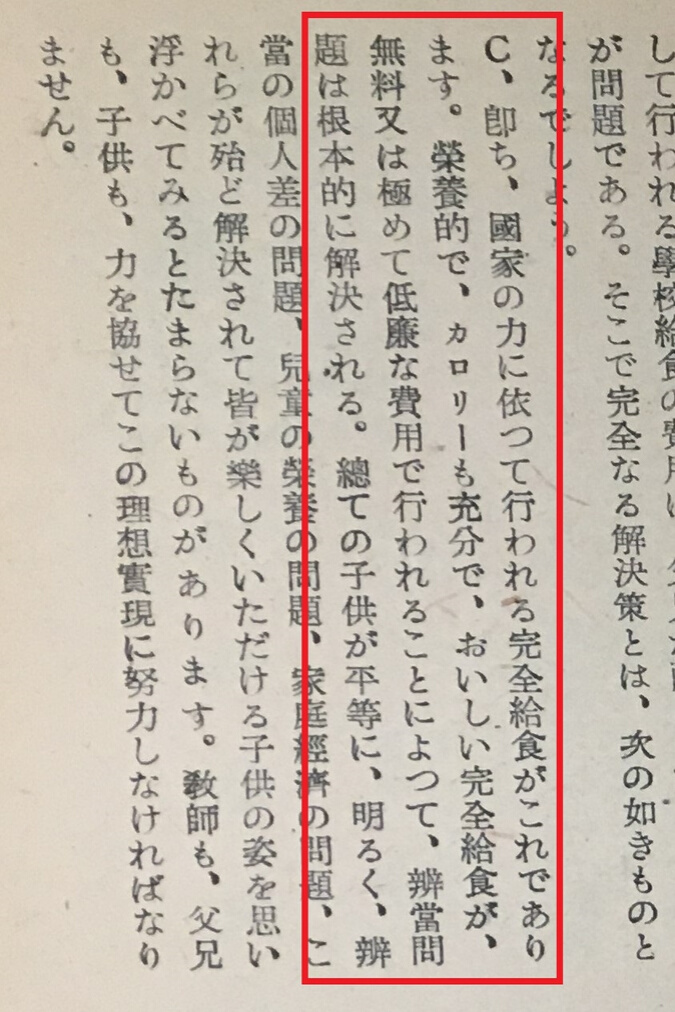 して行われる學校給食の費用は、父兄
が問題である。そこで完全なる解決策とは、次の如きものと
なるでしょう。
C、卽ち、國家の力に依つて行われる完全給食がこれであり
ます。榮養的で、カロリーも充分で、おいしい完全給食が、
無料又は極めて低廉な費用で行われることによつて、辨當問
題は根本的に解決される。總ての子供が平等に、明るく、辨
當の個人差の問題、兒童の榮養の問題、家庭經濟の問題、こ
れらが殆ど解決されて皆が樂しくいただける子供の姿を思い
浮かべてみるとたまらないものがあります。敎師も、父兄
も、子供も、力を協せてこの理想實現に努力しなければなり
ません。